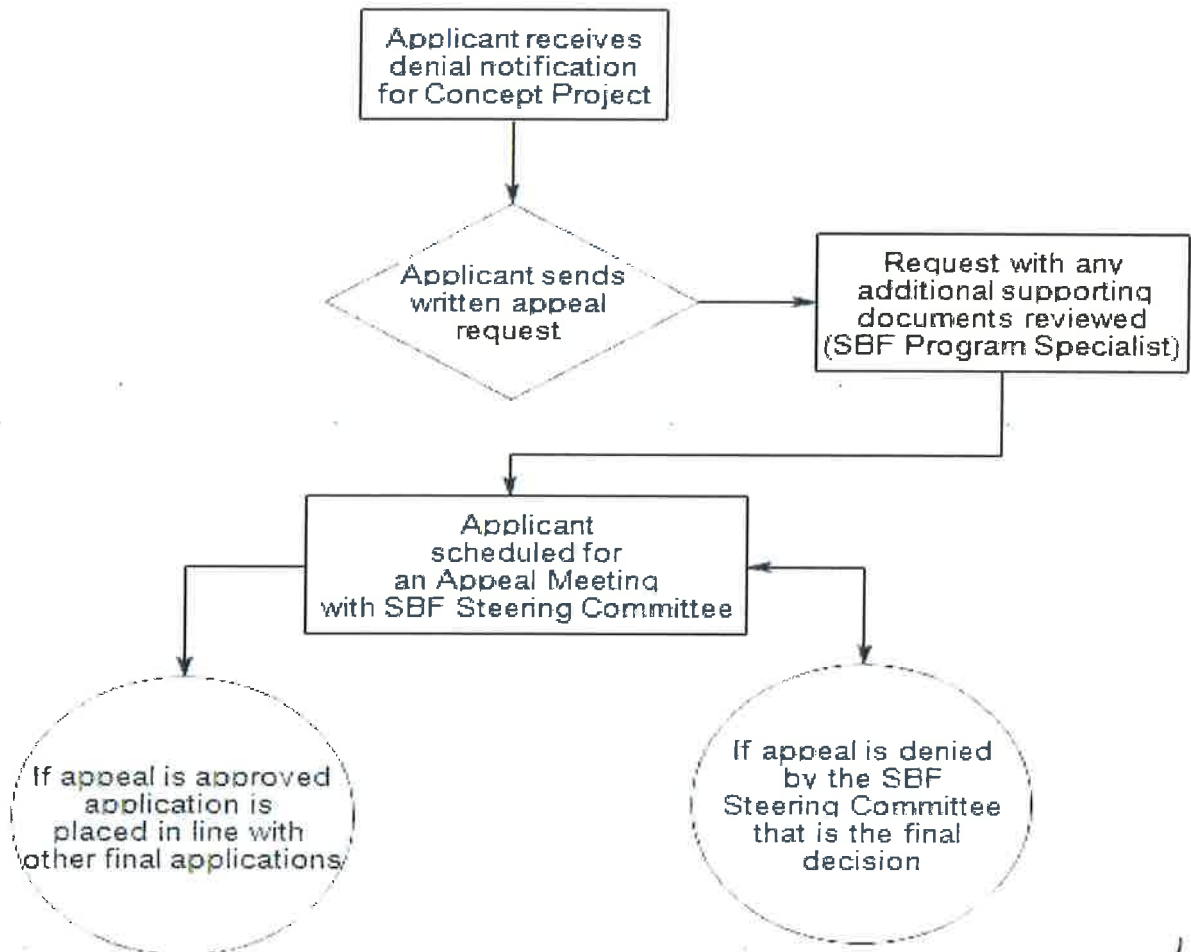 Applicant receives
denial notification
for Concept Project
Applicant sends
written appeal
request
Request with any
additional supporting
documents reviewed
(SBF Program Specialist)
Applicant
scheduled for
an Appeal Meeting
with SBF Steering Committee
If appeal is approved
application is
placed in line with
other final applications
If appeal is denied
by the SBF
Steering Committee
that is the final
decision